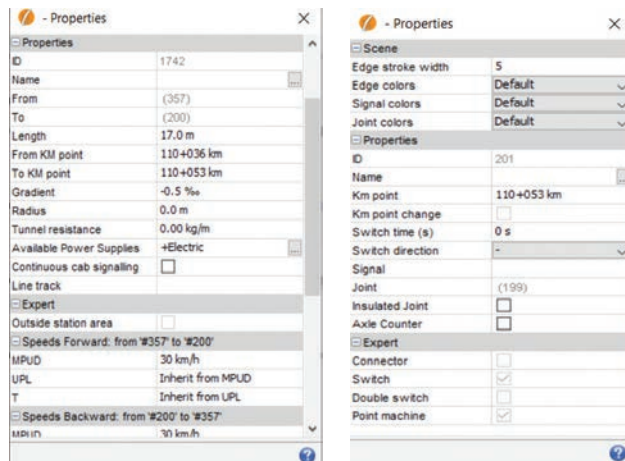 - Properties
Properties
ID 1742
Name
From (357)
To (200)
Length 17.0 m
From KM point 110+036 km
To KM point 110+053 km
Gradient -0.5 ‰
Radius 0.0 m
Tunnel resistance 0.00 kg/m
Available Power Supplies +Electric
Continuous cab signalling
Line track
Expert
Outside station area
Speeds Forward: from '#357' to '#200'
MPUD 30 km/h
UPL Inherit from MPUD
T Inherit from UPL
Speeds Backward: from '#200' to '#357'
MPUD 30 km/h
- Properties
Scene
Edge stroke width 5
Edge colors Default
Signal colors Default
Joint colors Default
Properties
ID 201
Name
Km point 110+053 km
Km point change
Switch time (s) 0 s
Switch direction -
Signal
Joint (199)
Insulated Joint
Axle Counter
Expert
Connector
Switch
Double switch
Point machine